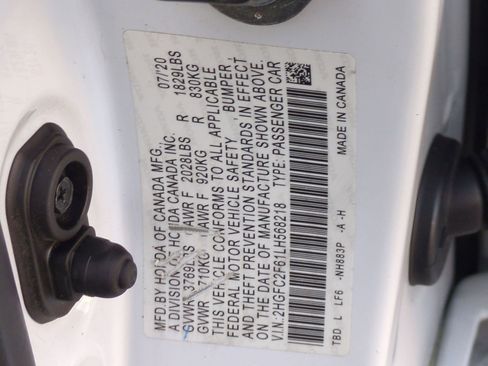 MFD. BY HONDA OF CANADA MFG., 07/'20
A DIVISION OF HONDA CANADA INC.
GVWR 3769LBS GAWR F 2028LBS R 1829LBS
GVWR 1710KG GAWR F 920KG R 830KG
THIS VEHICLE CONFORMS TO ALL APPLICABLE
FEDERAL MOTOR VEHICLE SAFETY, BUMPER,
AND THEFT PREVENTION STANDARDS IN EFFECT
ON THE DATE OF MANUFACTURE SHOWN ABOVE.
V.I.N.:2HGFC2F61LH568218 TYPE: PASSENGER CAR
TBD L LF6 -NH883P -A -H MADE IN CANADA